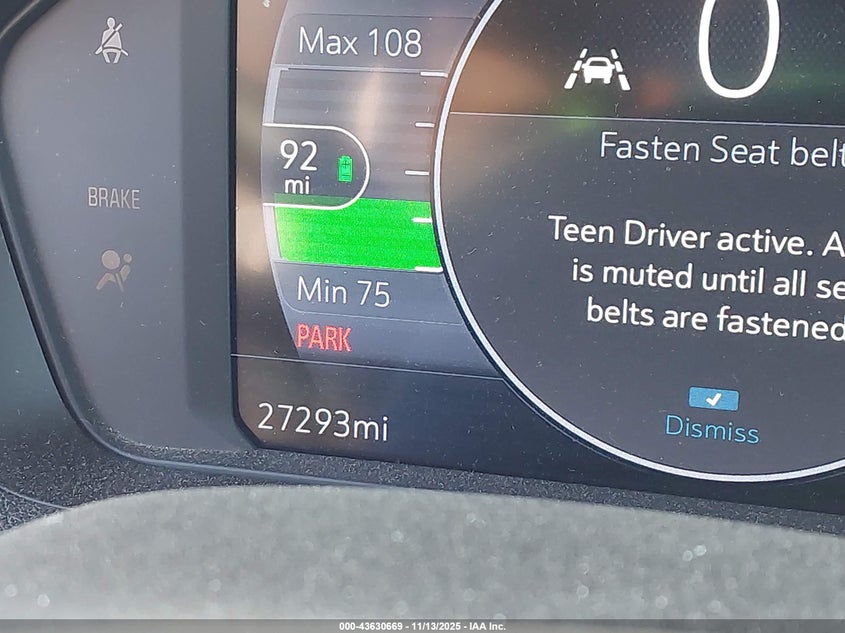 Max 108
0
92
mi
Fasten Seat belt
BRAKE
Teen Driver active. A
is muted until all se
belts are fastened
Min 75
PARK
Dismiss
27293mi
000-43630669 - 11/13/2025 - IAA Inc.